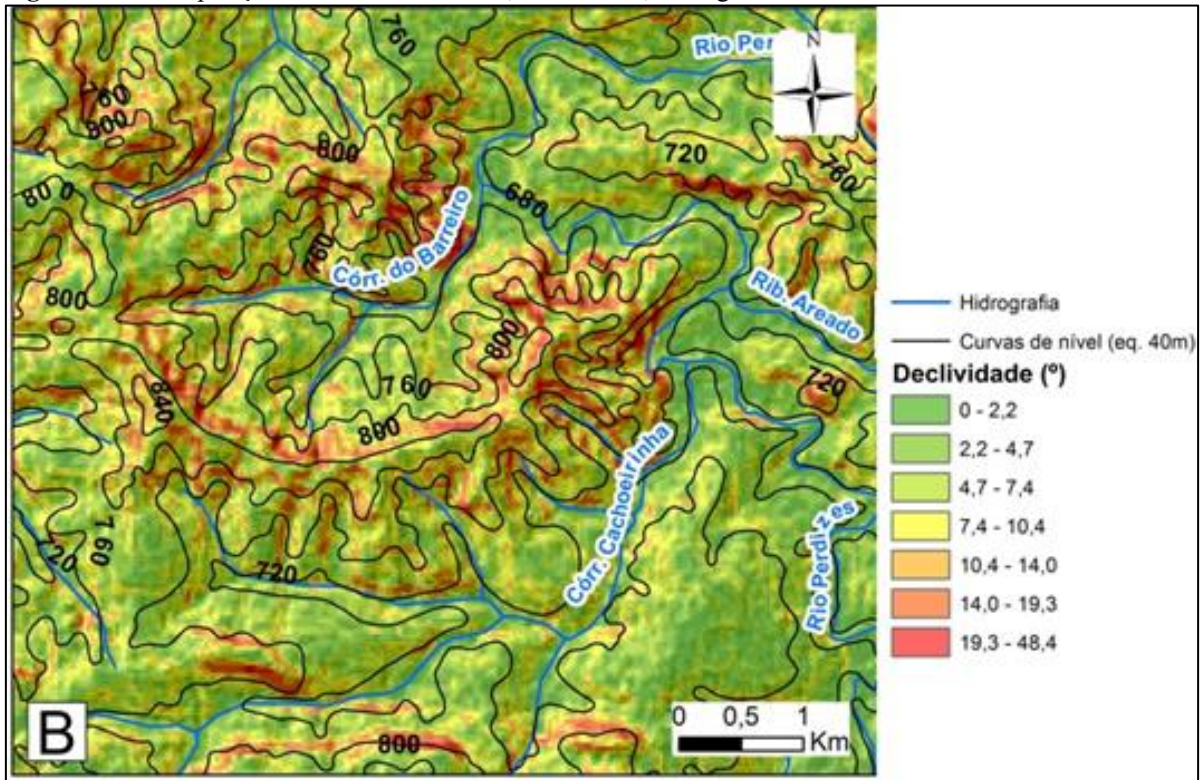 760
Rio Per
N
760
800
800
720
760
80 0
680
760
Córr. do Barreiro
Rib. Areado
800
800
840
760
800
720
760
720
720
Córr. Cachoeirinha
Rio Perdizes
800
B
0 0,5 1
Km
Hidrografia
Curvas de nível (eq. 40m)
Declividade (º)
0 - 2,2
2,2 - 4,7
4,7 - 7,4
7,4 - 10,4
10,4 - 14,0
14,0 - 19,3
19,3 - 48,4